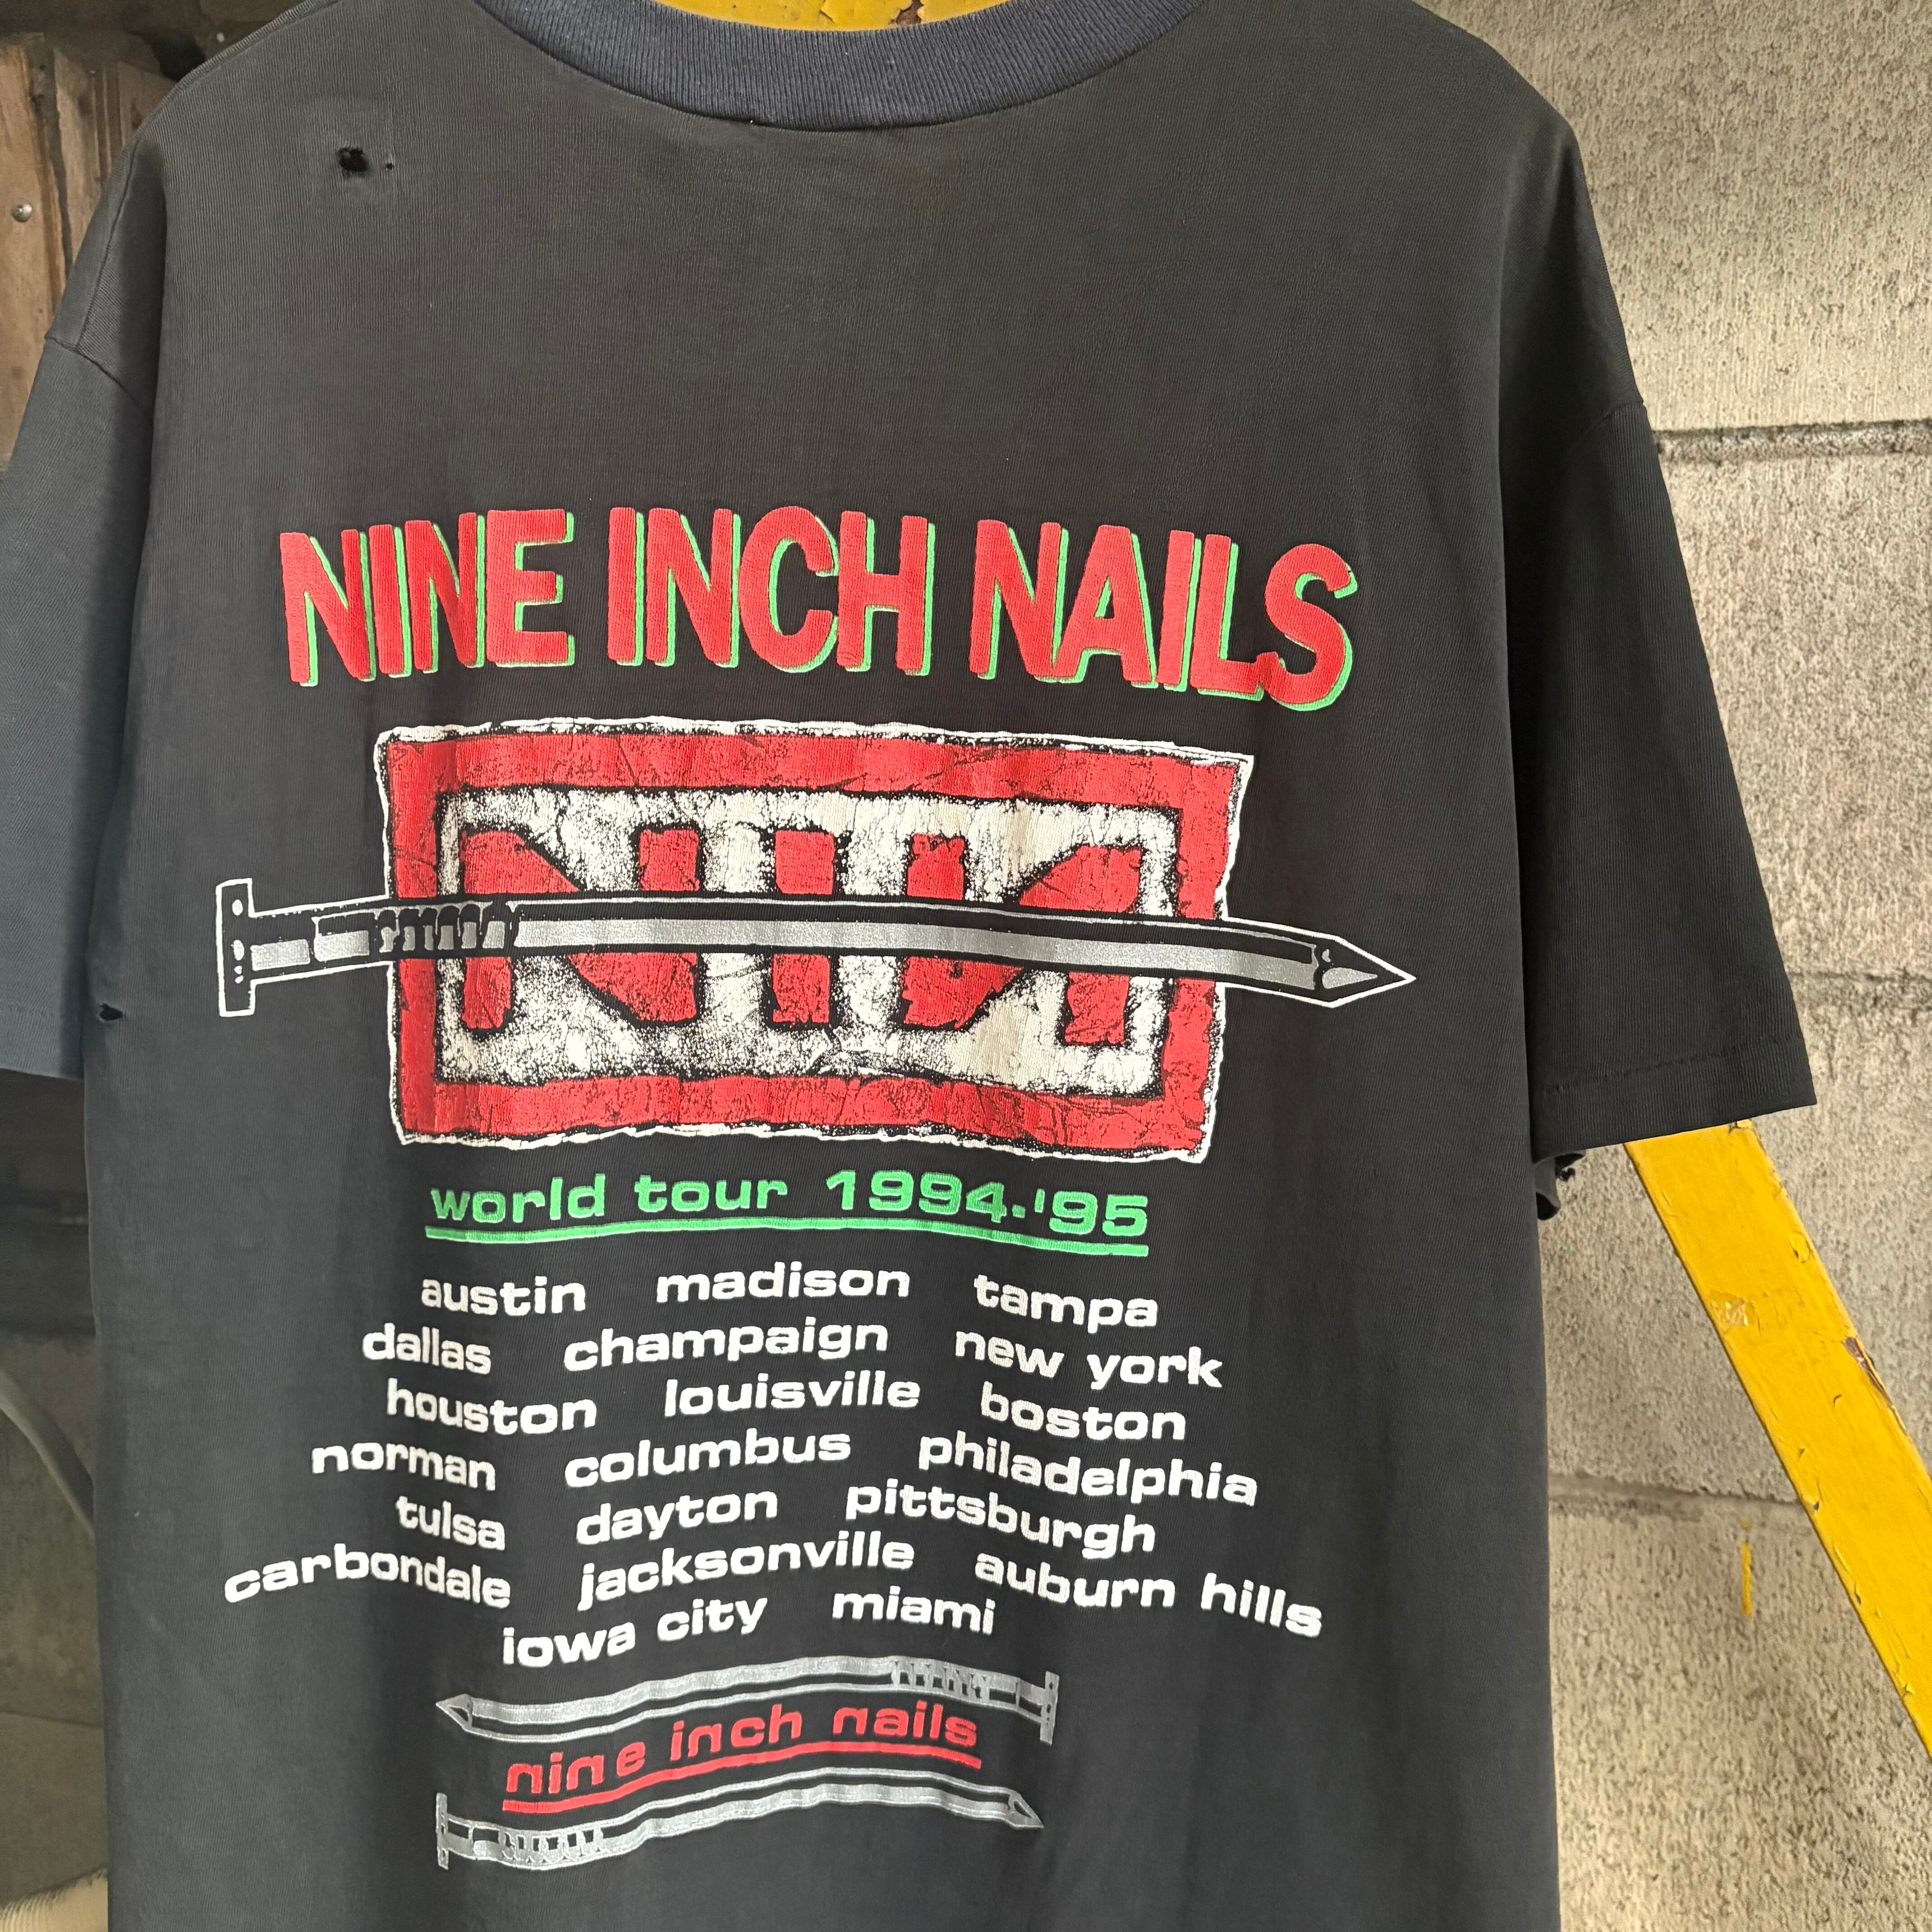 NINE INCH NAILS
NIN
world tour 1994-'95
austin madison tampa
dallas champaign new york
houston louisville boston
norman columbus philadelphia
tulsa dayton pittsburgh
carbondale jacksonville auburn hills
iowa city miami
nine inch nails